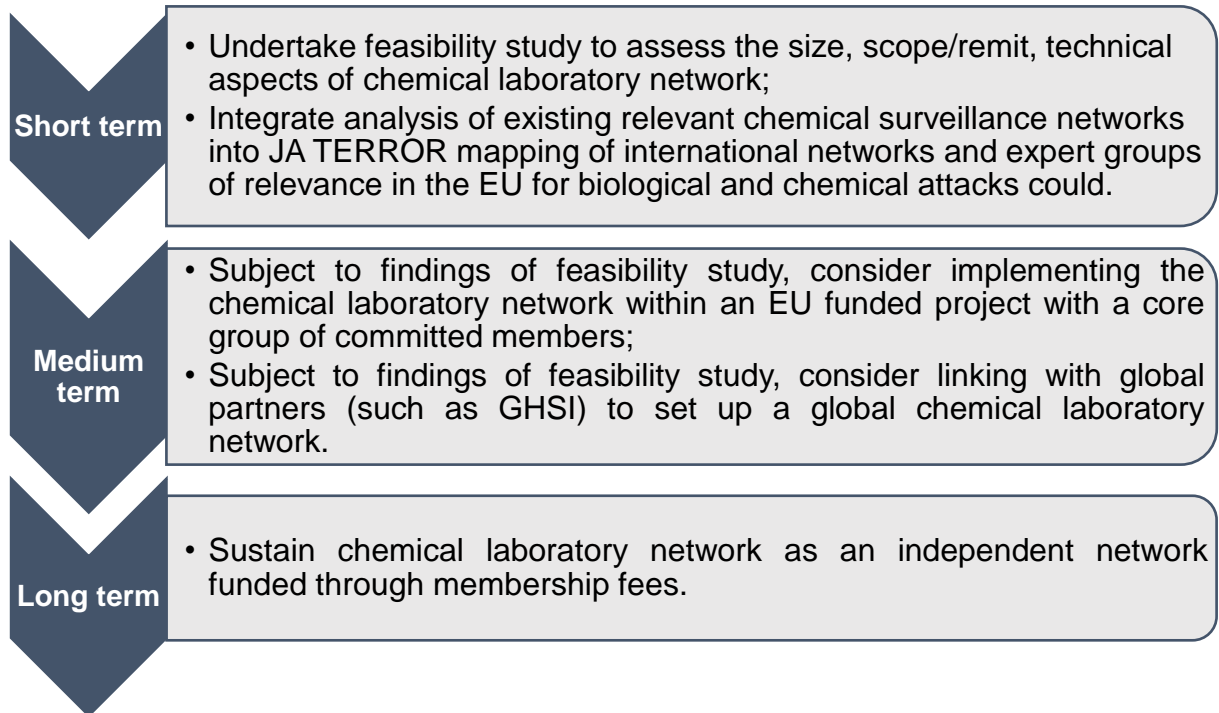 Short term
• Undertake feasibility study to assess the size, scope/remit, technical
aspects of chemical laboratory network;
• Integrate analysis of existing relevant chemical surveillance networks
into JA TERROR mapping of international networks and expert groups
of relevance in the EU for biological and chemical attacks could.
Medium
term
• Subject to findings of feasibility study, consider implementing the
chemical laboratory network within an EU funded project with a core
group of committed members;
• Subject to findings of feasibility study, consider linking with global
partners (such as GHSI) to set up a global chemical laboratory
network.
Long term
• Sustain chemical laboratory network as an independent network
funded through membership fees.